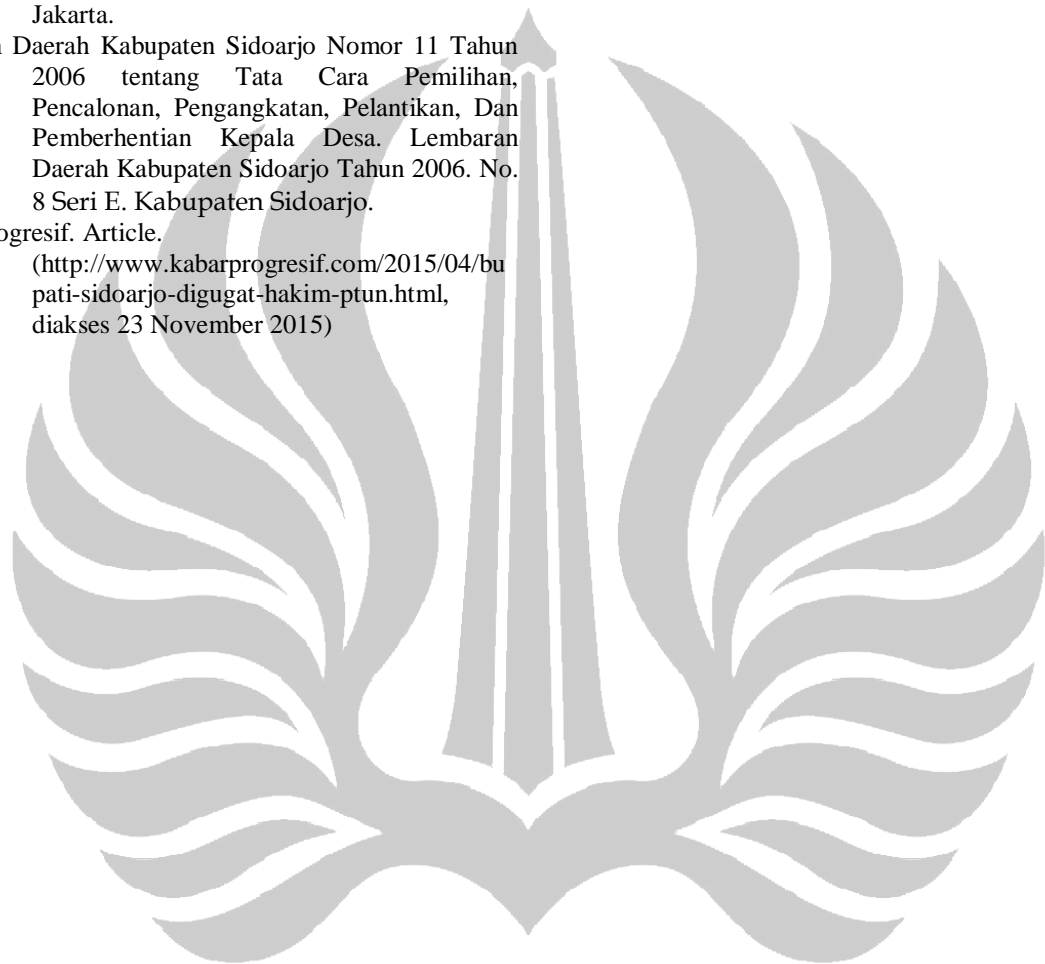 Jakarta.
Daerah Kabupaten Sidoarjo Nomor 11 Tahun
2006 tentang Tata Cara Pemilihan,
Pencalonan, Pengangkatan, Pelantikan, Dan
Pemberhentian Kepala Desa. Lembaran
Daerah Kabupaten Sidoarjo Tahun 2006. No.
8 Seri E. Kabupaten Sidoarjo.
ogresif. Article.
(http://www.kabarprogresif.com/2015/04/bu
pati-sidoarjo-digugat-hakim-ptun.html,
diakses 23 November 2015)